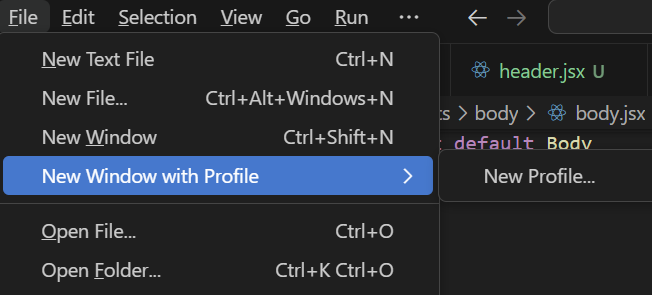 File Edit Selection View Go Run ...
New Text File Ctrl+N
header.jsx U
New File... Ctrl+Alt+Windows+N
ts > body > body.jsx
New Window Ctrl+Shift+N
default Body
New Window with Profile >
New Profile...
Open File... Ctrl+O
Open Folder... Ctrl+K Ctrl+O